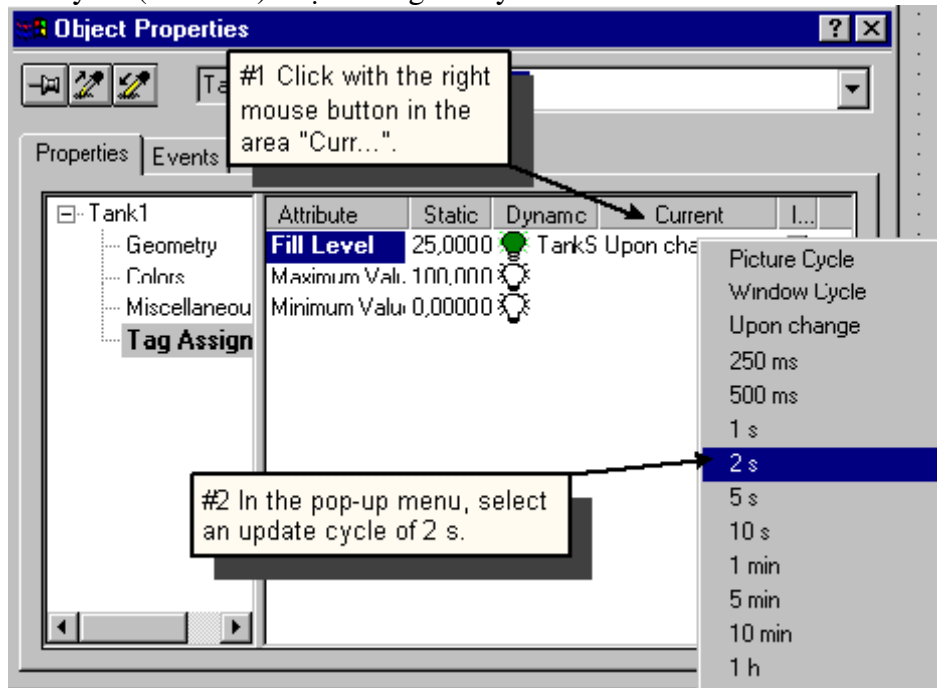 Object Properties
#1 Click with the right
mouse button in the
area "Curr...".
Properties Events
Tank1
Geometry
Colors
Miscellaneou
Tag Assign
Attribute Static Dynamc Current I...
Fill Level 25,0000 TankS Upon cha
Maximum Valu 100,000
Minimum Valu 0,00000
Picture Cycle
Window Cycle
Upon change
250 ms
500 ms
1 s
2 s
5 s
10 s
1 min
5 min
10 min
1 h
#2 In the pop-up menu, select
an update cycle of 2 s.